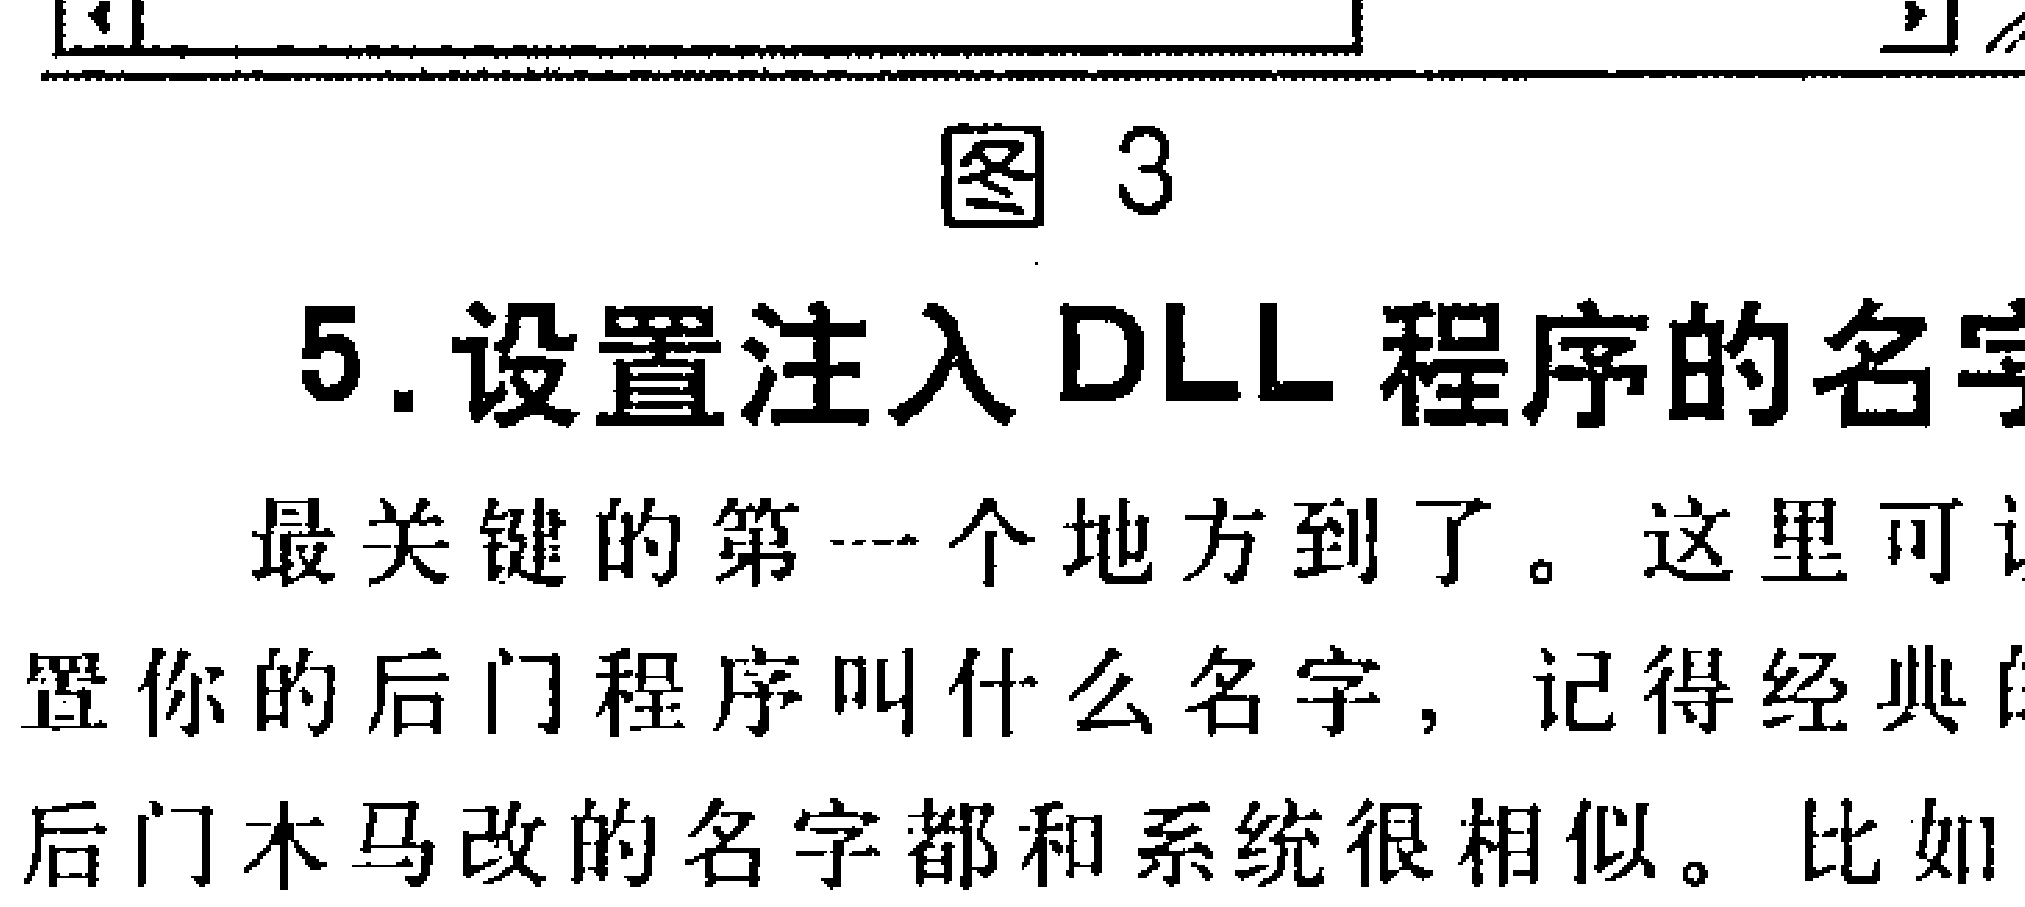 图 3
5.设置注入 DLL 程序的名字
最关键的第一个地方到了。这里可设
置你的后门程序叫什么名字，记得经典的
后门木马改的名字都和系统很相似。比如